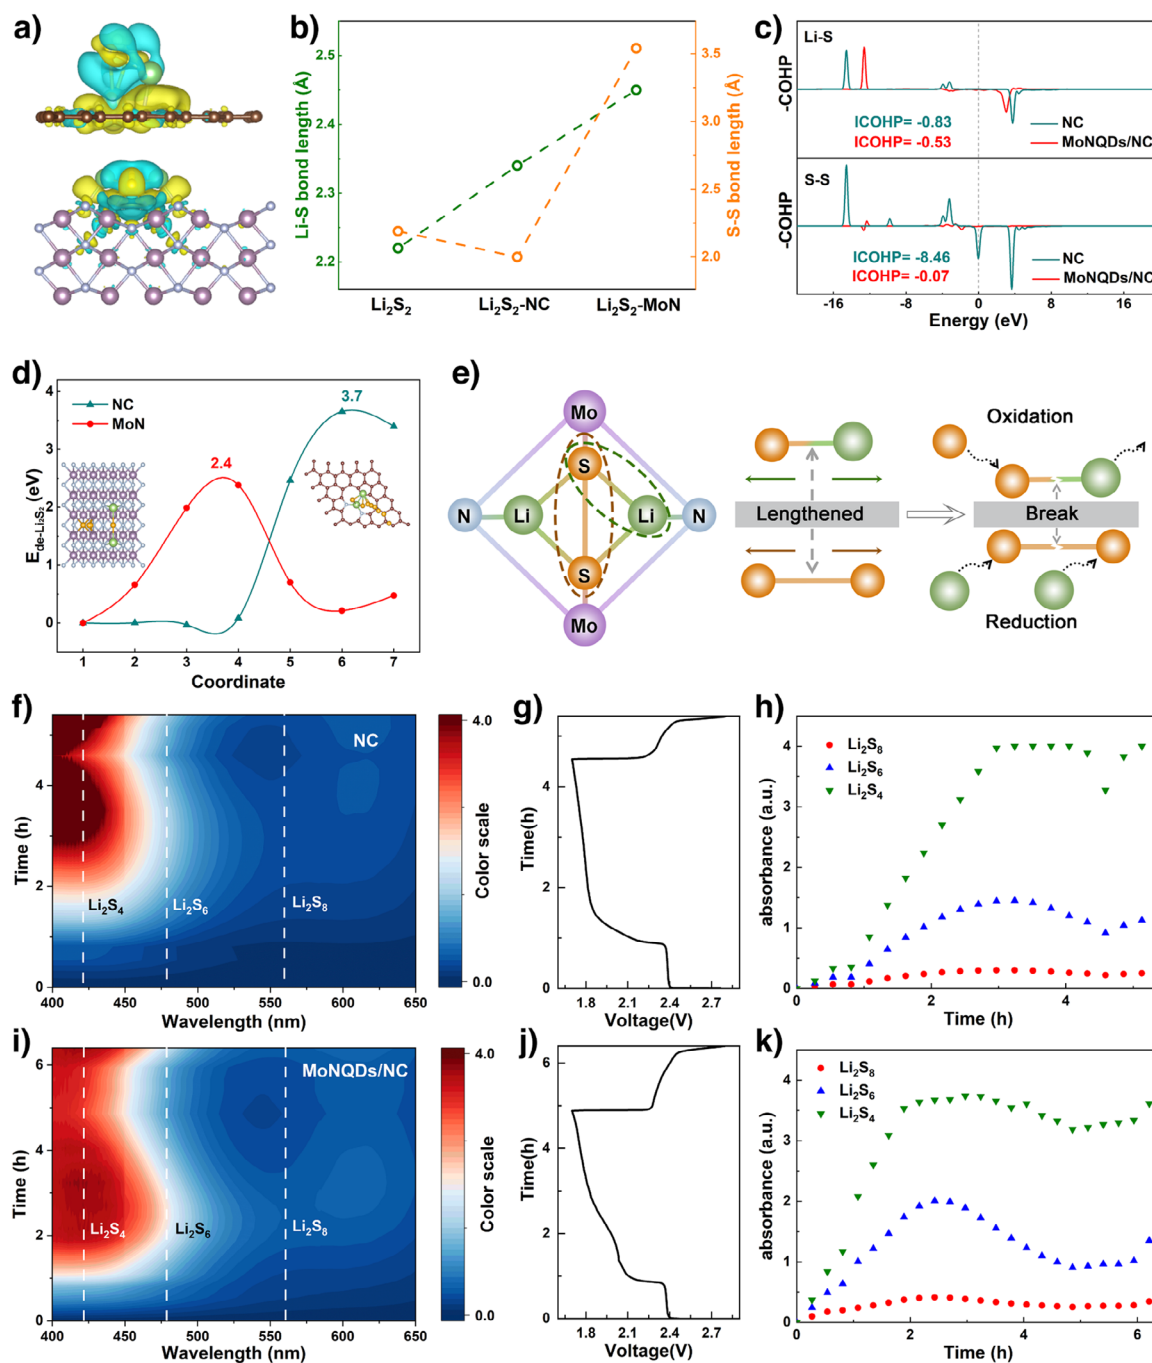 a)
b)
Li-S bond length (Å)
2.5
2.4
2.3
2.2
S-S bond length (Å)
3.5
3.0
2.5
2.0
Li₂S₂
Li₂S₂-NC
Li₂S₂-MoN
c)
-COHP
Li-S
ICOHP= -0.83
ICOHP= -0.53
NC
MoNQDs/NC
-COHP
S-S
ICOHP= -8.46
ICOHP= -0.07
NC
MoNQDs/NC
-16 -8 0 8 16
Energy (eV)
d)
E de-Li₂S₂ (eV)
4
3
2
1
0
NC
MoN
2.4
3.7
1 2 3 4 5 6 7
Coordinate
e)
Mo
S
N Li Li N
S
Mo
Lengthened
Oxidation
Break
Reduction
f)
Time (h)
4
2
0
NC
Li₂S₄ Li₂S₆ Li₂S₈
400 450 500 550 600 650
Wavelength (nm)
4.0
Color scale
0.0
g)
Time(h)
4
2
0
1.8 2.1 2.4 2.7
Voltage(V)
h)
absorbance (a.u.)
4
3
2
1
0
Li₂S₈
Li₂S₆
Li₂S₄
0 2 4
Time (h)
i)
Time (h)
6
4
2
0
MoNQDs/NC
Li₂S₄ Li₂S₆ Li₂S₈
400 450 500 550 600 650
Wavelength (nm)
4.0
Color scale
0.0
j)
Time(h)
6
4
2
0
1.8 2.1 2.4 2.7
Voltage(V)
k)
absorbance (a.u.)
4
3
2
1
0
Li₂S₈
Li₂S₆
Li₂S₄
0 2 4 6
Time (h)